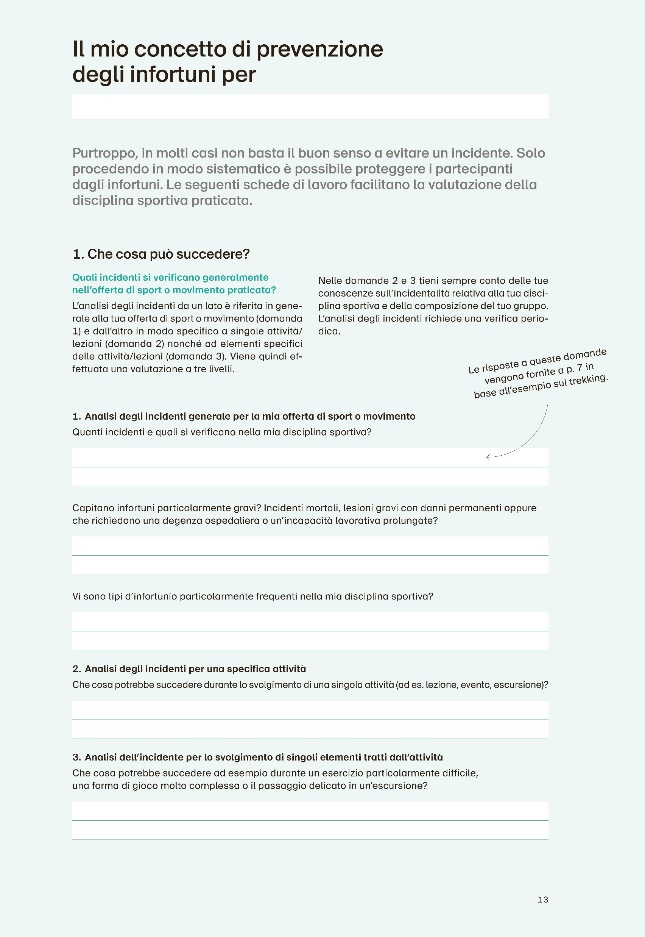 Il mio concetto di prevenzione
degli infortuni per
Purtroppo, in molti casi non basta il buon senso a evitare un incidente. Solo
procedendo in modo sistematico è possibile proteggere i partecipanti
dagli infortuni. Le seguenti schede di lavoro facilitano la valutazione della
disciplina sportiva praticata.
1. Che cosa può succedere?
Quali incidenti si verificano generalmente
nell'offerta di sport o movimento praticata?
L'analisi degli incidenti da un lato è riferita in gene-
rale alla tua offerta di sport o movimento (domanda
1) e dall'altro in modo specifico a singole attività/
lezioni (domanda 2) nonché ad elementi specifici
delle attività/lezioni (domanda 3). Viene quindi ef-
fettuata una valutazione a tre livelli.
Nelle domande 2 e 3 tieni sempre conto delle tue
conoscenze sull'incidentalità relativa alla tua disci-
plina sportiva e della composizione del tuo gruppo.
L'analisi degli incidenti richiede una verifica perio-
dica.
Le risposte a queste domande
vengono fornite a p. 7 in
base all'esempio sul trekking.
1. Analisi degli incidenti generale per la mia offerta di sport o movimento
Quanti incidenti e quali si verificano nella mia disciplina sportiva?
Capitano infortuni particolarmente gravi? Incidenti mortali, lesioni gravi con danni permanenti oppure
che richiedono una degenza ospedaliera o un'incapacità lavorativa prolungate?
Vi sono tipi d'infortunio particolarmente frequenti nella mia disciplina sportiva?
2. Analisi degli incidenti per una specifica attività
Che cosa potrebbe succedere durante lo svolgimento di una singola attività (ad es. lezione, evento, escursione)?
3. Analisi dell'incidente per lo svolgimento di singoli elementi tratti dall'attività
Che cosa potrebbe succedere ad esempio durante un esercizio particolarmente difficile,
una forma di gioco molto complessa o il passaggio delicato in un'escursione?
13